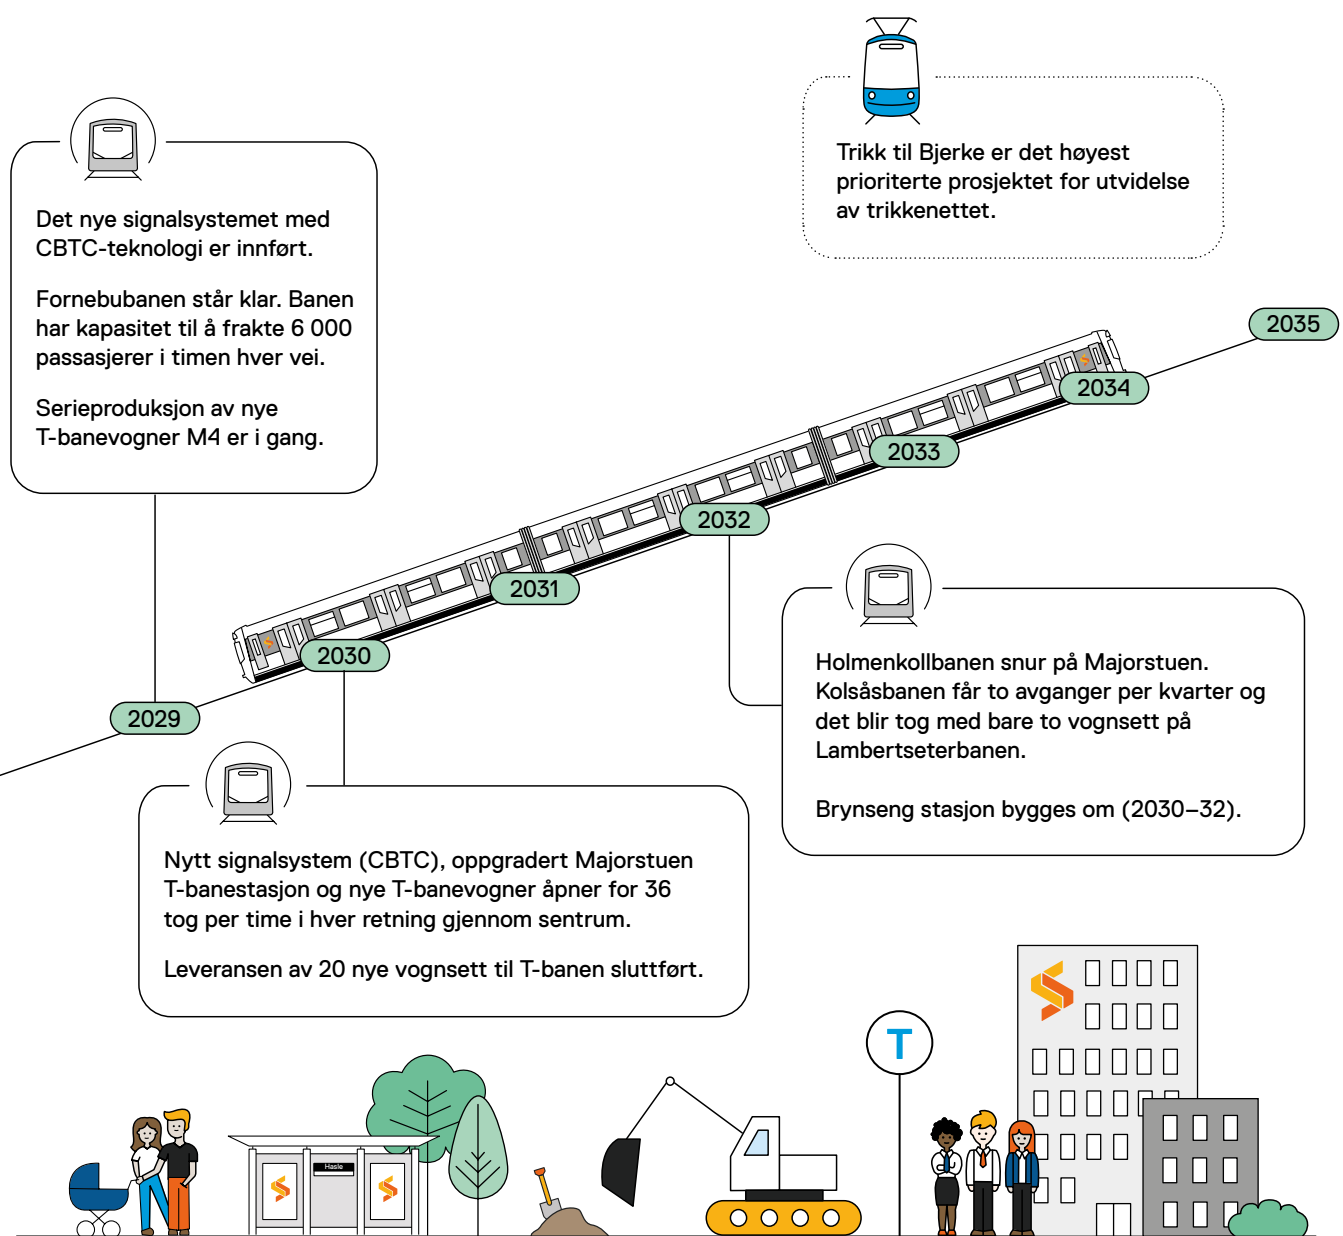 Trikk til Bjerke er det høyest
prioriterte prosjektet for utvidelse
av trikkenettet.
Det nye signalsystemet med
CBTC-teknologi er innført.
Fornebubanen står klar. Banen
har kapasitet til å frakte 6 000
passasjerer i timen hver vei.
Serieproduksjon av nye
T-banevogner M4 er i gang.
2035
2034
2033
2032
2031
2030
2029
Holmenkollbanen snur på Majorstuen.
Kolsåsbanen får to avganger per kvarter og
det blir tog med bare to vognsett på
Lambertseterbanen.
Brynseng stasjon bygges om (2030–32).
Nytt signalsystem (CBTC), oppgradert Majorstuen
T-banestasjon og nye T-banevogner åpner for 36
tog per time i hver retning gjennom sentrum.
Leveransen av 20 nye vognsett til T-banen sluttført.
T
Hasle